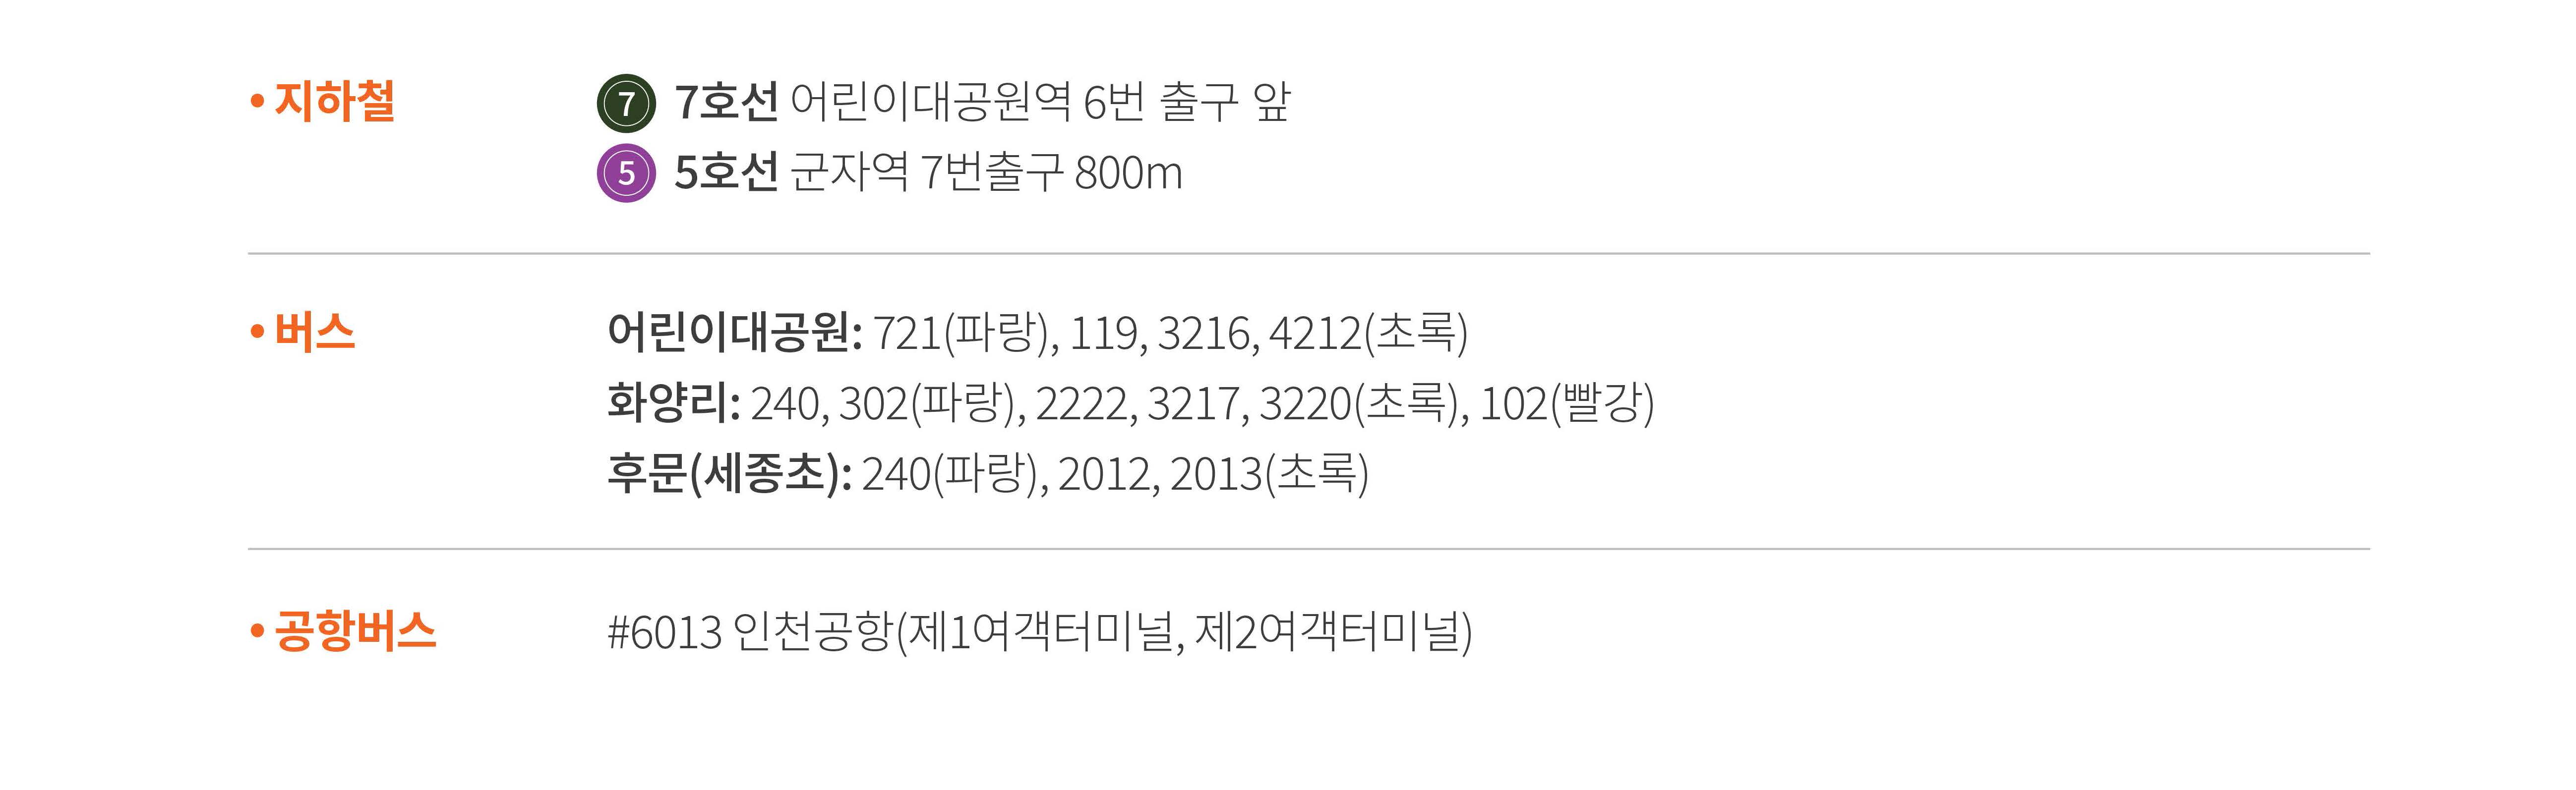 • 지하철
7 7호선 어린이대공원역 6번 출구 앞
5 5호선 군자역 7번출구 800m
• 버스
어린이대공원: 721(파랑), 119, 3216, 4212(초록)
화양리: 240, 302(파랑), 2222, 3217, 3220(초록), 102(빨강)
후문(세종초): 240(파랑), 2012, 2013(초록)
• 공항버스
#6013 인천공항(제1여객터미널, 제2여객터미널)